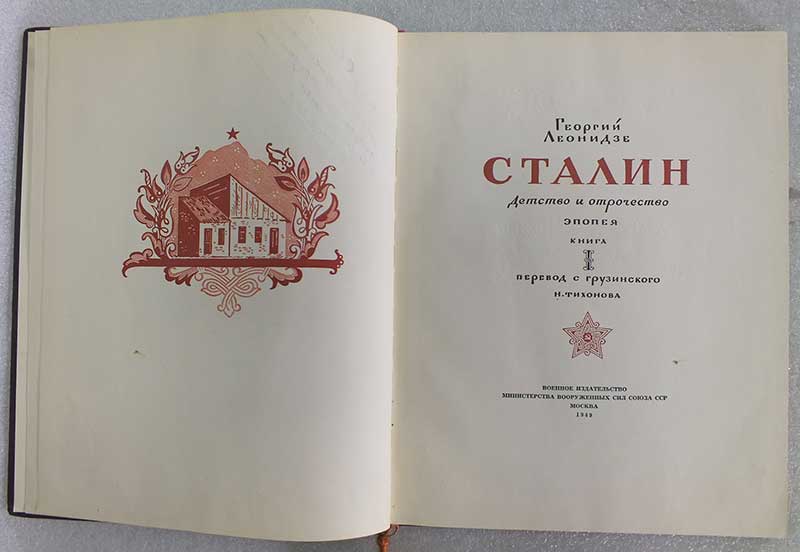 Георгий
Леонидзе
СТАЛИН
Детство и отрочество
ЭПОПЕЯ
КНИГА
I
ПЕРЕВОД С ГРУЗИНСКОГО
Н. ТИХОНОВА
ВОЕННОЕ ИЗДАТЕЛЬСТВО
МИНИСТЕРСТВА ВООРУЖЕННЫХ СИЛ СОЮЗА ССР
МОСКВА
1949